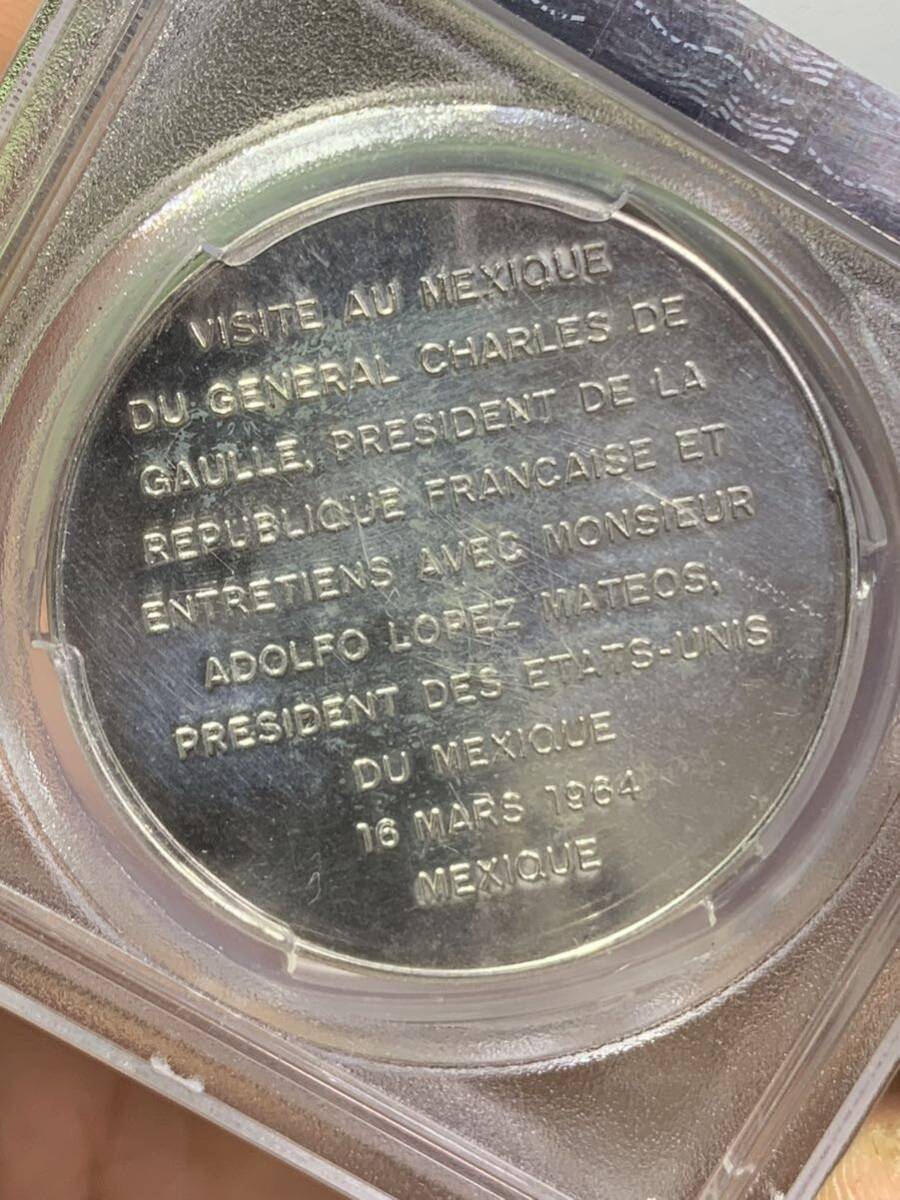 VISITE AU MEXIQUE
DU GENERAL CHARLES DE
GAULLE, PRESIDENT DE LA
REPUBLIQUE FRANCAISE ET
ENTRETIENS AVEC MONSIEUR
ADOLFO LOPEZ MATEOS,
PRESIDENT DES ETATS-UNIS
DU MEXIQUE
16 MARS 1964
MEXIQUE